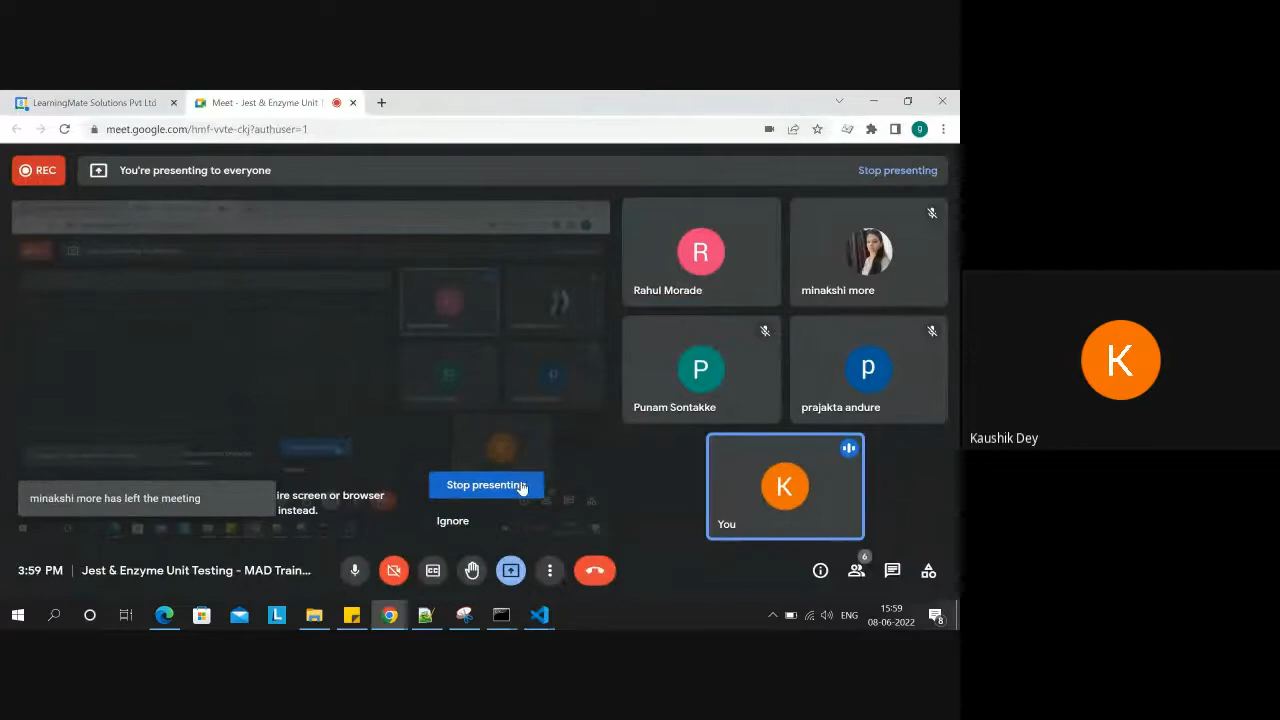 LearningMate Solutions Pvt Ltd
Meet - Jest & Enzyme Unit
meet.google.com/hmf-vvte-ckj?authuser=1
9
REC
You're presenting to everyone
Stop presenting
R
Rahul Morade
minakshi more
P
Punam Sontakke
p
prajakta andure
K
You
K
Kaushik Dey
minakshi more has left the meeting
ire screen or browser
instead.
Stop presenting
Ignore
3:59 PM | Jest & Enzyme Unit Testing - MAD Train...
6
L
ENG
15:59
08-06-2022
8